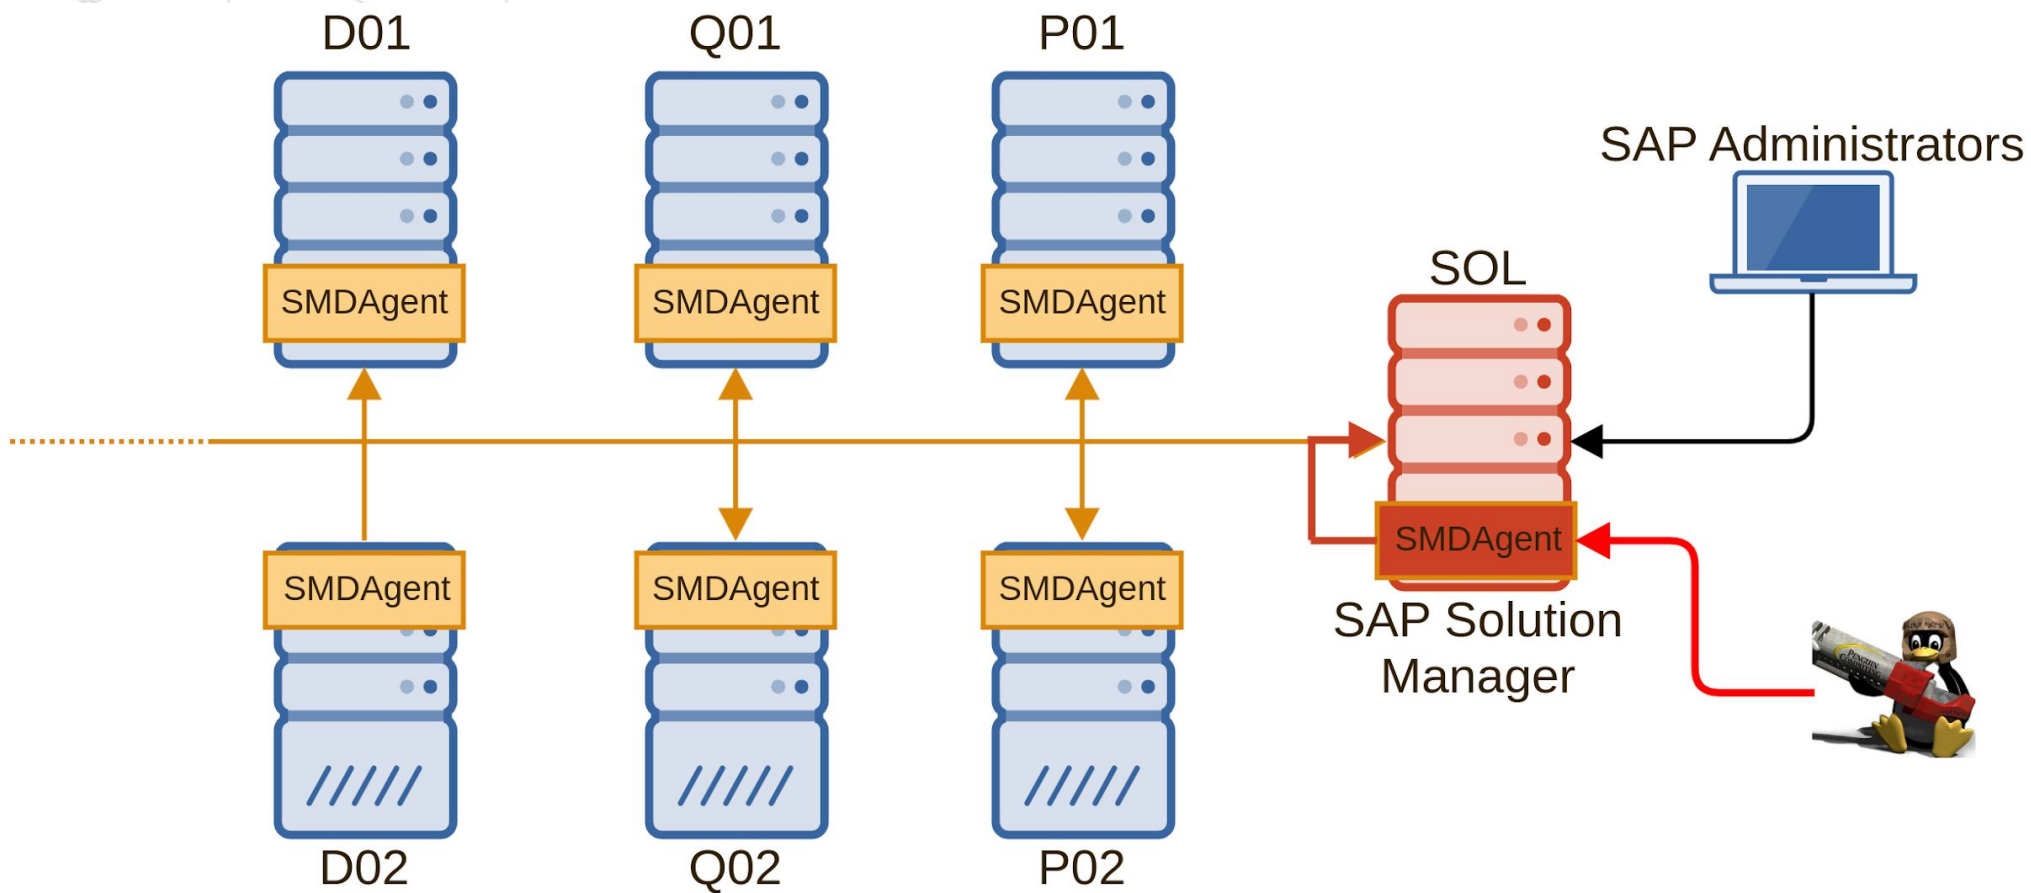 D01
Q01
P01
SAP Administrators
SOL
SMDAgent
SMDAgent
SMDAgent
SMDAgent
SMDAgent
SMDAgent
SMDAgent
SAP Solution
Manager
D02
Q02
P02